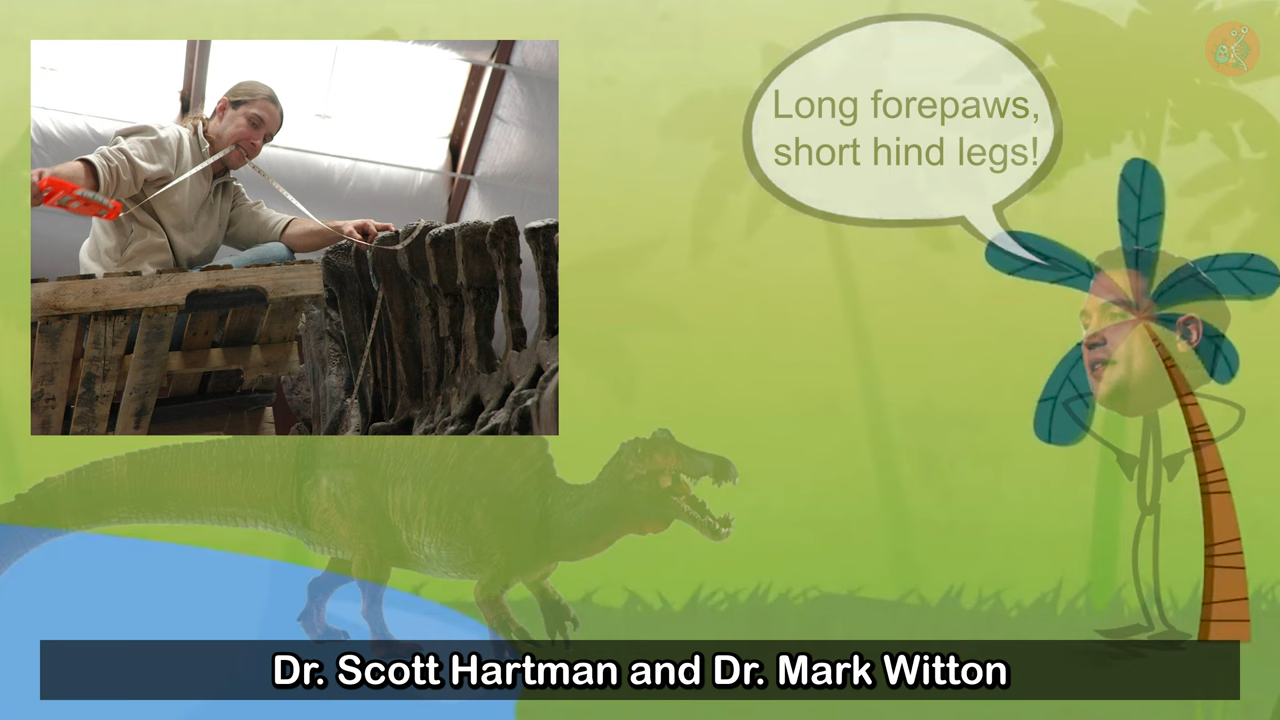 Long forepaws,
short hind legs!
Dr. Scott Hartman and Dr. Mark Witton